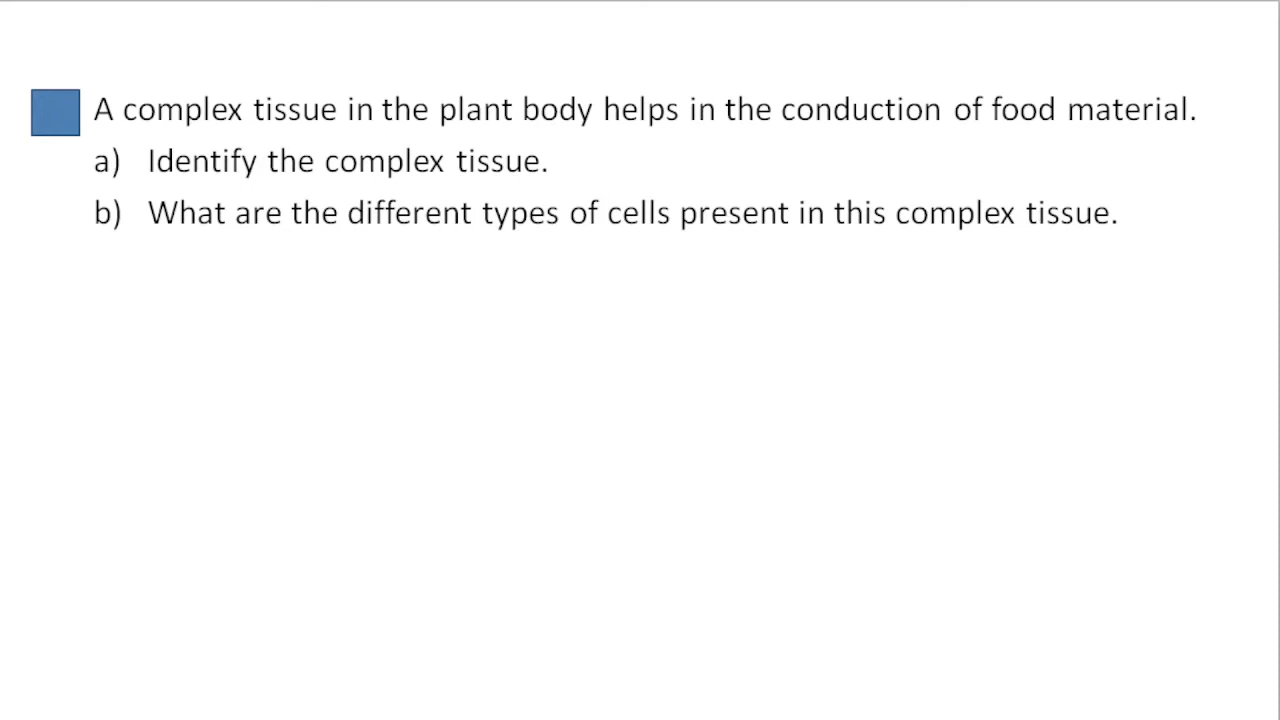 A complex tissue in the plant body helps in the conduction of food material.
a) Identify the complex tissue.
b) What are the different types of cells present in this complex tissue.